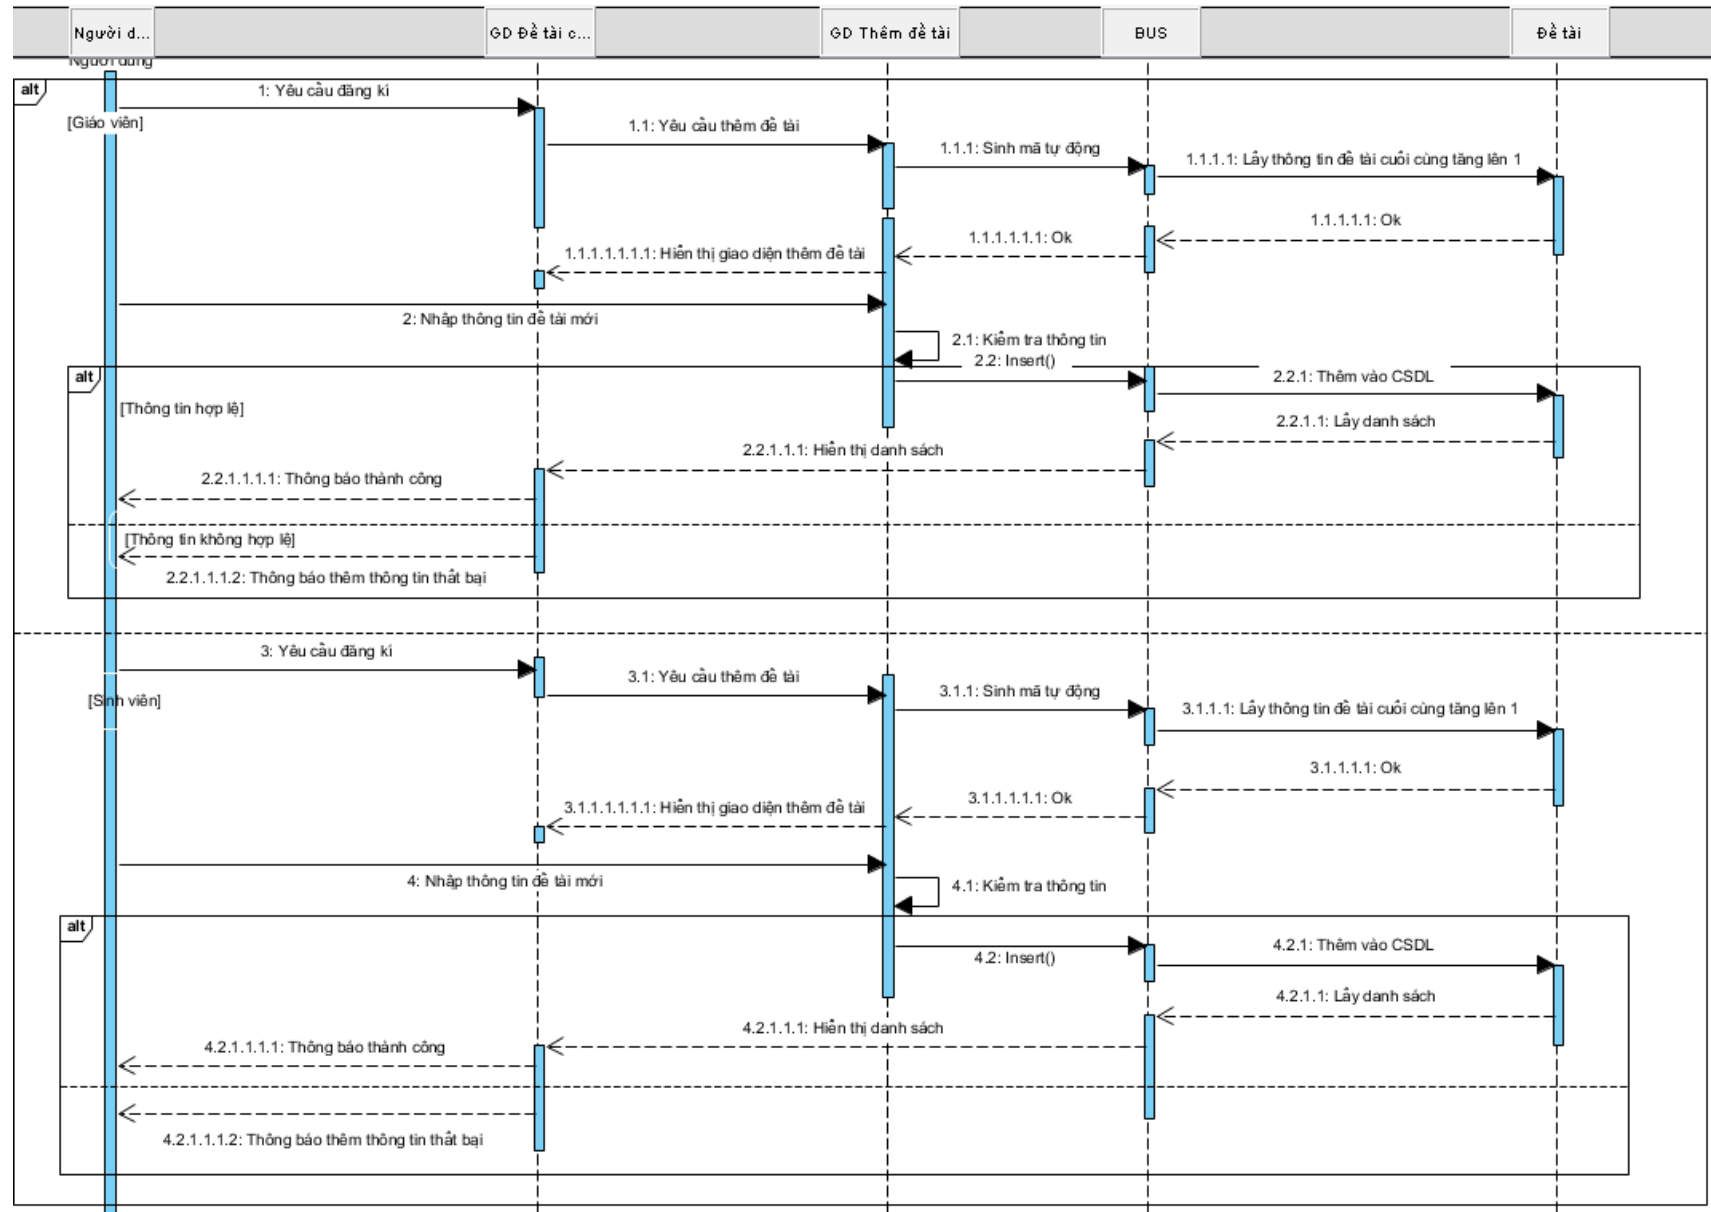 Người d...
GD Đề tài c...
GD Thêm đề tài
BUS
Đề tài
Người dùng
alt
1: Yêu cầu đăng kí
[Giáo viên]
1.1: Yêu cầu thêm đề tài
1.1.1: Sinh mã tự động
1.1.1.1: Lấy thông tin đề tài cuối cùng tăng lên 1
1.1.1.1.1: Ok
1.1.1.1.1.1: Ok
1.1.1.1.1.1.1: Hiển thị giao diện thêm đề tài
2: Nhập thông tin đề tài mới
2.1: Kiểm tra thông tin
2.2: Insert()
alt
2.2.1: Thêm vào CSDL
[Thông tin hợp lệ]
2.2.1.1: Lấy danh sách
2.2.1.1.1: Hiển thị danh sách
2.2.1.1.1.1: Thông báo thành công
[Thông tin không hợp lệ]
2.2.1.1.1.2: Thông báo thêm thông tin thất bại
3: Yêu cầu đăng kí
3.1: Yêu cầu thêm đề tài
3.1.1: Sinh mã tự động
[Sinh viên]
3.1.1.1: Lấy thông tin đề tài cuối cùng tăng lên 1
3.1.1.1.1: Ok
3.1.1.1.1.1: Ok
3.1.1.1.1.1.1: Hiển thị giao diện thêm đề tài
4: Nhập thông tin đề tài mới
4.1: Kiểm tra thông tin
alt
4.2: Insert()
4.2.1: Thêm vào CSDL
4.2.1.1: Lấy danh sách
4.2.1.1.1: Hiển thị danh sách
4.2.1.1.1.1: Thông báo thành công
4.2.1.1.1.2: Thông báo thêm thông tin thất bại